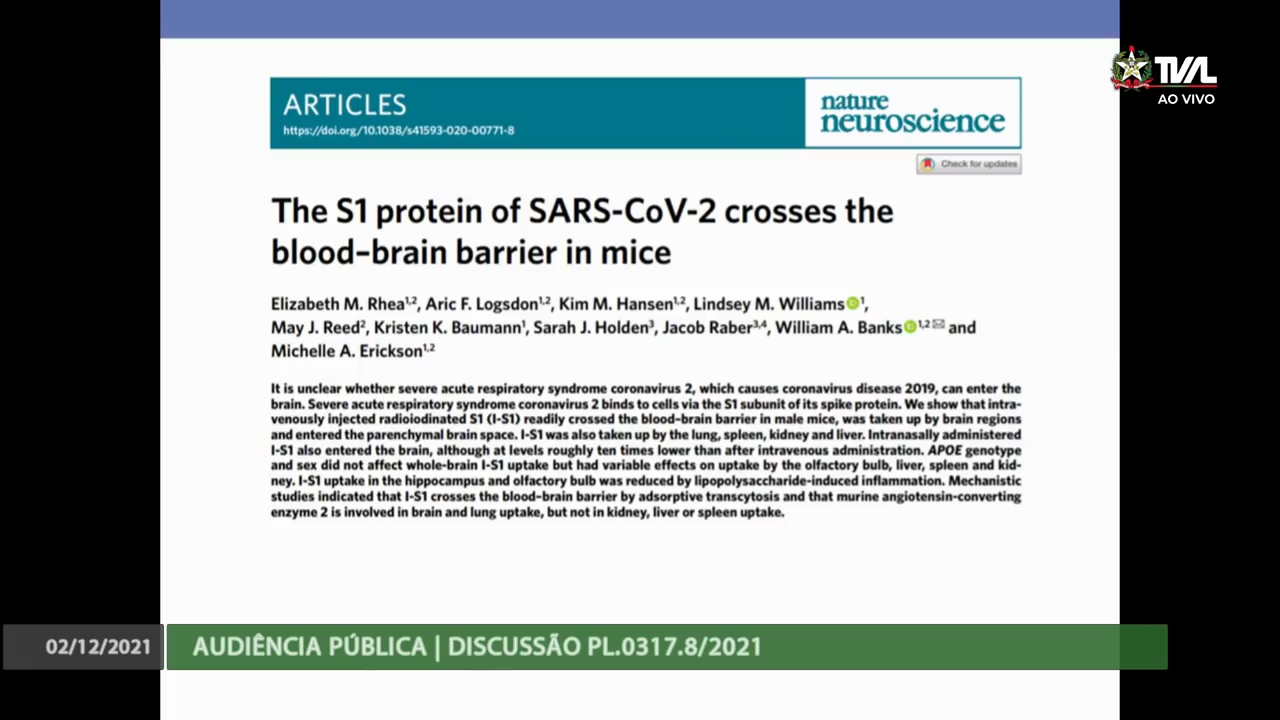 TVAL
AO VIVO
ARTICLES
https://doi.org/10.1038/s41593-020-00771-8
nature
neuroscience
Check for updates
The S1 protein of SARS-CoV-2 crosses the
blood–brain barrier in mice
Elizabeth M. Rhea1,2, Aric F. Logsdon1,2, Kim M. Hansen1,2, Lindsey M. Williams1,
May J. Reed2, Kristen K. Baumann1, Sarah J. Holden3, Jacob Raber3,4, William A. Banks1,2✉ and
Michelle A. Erickson1,2
It is unclear whether severe acute respiratory syndrome coronavirus 2, which causes coronavirus disease 2019, can enter the
brain. Severe acute respiratory syndrome coronavirus 2 binds to cells via the S1 subunit of its spike protein. We show that intra-
venously injected radioiodinated S1 (I-S1) readily crossed the blood–brain barrier in male mice, was taken up by brain regions
and entered the parenchymal brain space. I-S1 was also taken up by the lung, spleen, kidney and liver. Intranasally administered
I-S1 also entered the brain, although at levels roughly ten times lower than after intravenous administration. APOE genotype
and sex did not affect whole-brain I-S1 uptake but had variable effects on uptake by the olfactory bulb, liver, spleen and kid-
ney. I-S1 uptake in the hippocampus and olfactory bulb was reduced by lipopolysaccharide-induced inflammation. Mechanistic
studies indicated that I-S1 crosses the blood–brain barrier by adsorptive transcytosis and that murine angiotensin-converting
enzyme 2 is involved in brain and lung uptake, but not in kidney, liver or spleen uptake.
02/12/2021
AUDIÊNCIA PÚBLICA | DISCUSSÃO PL.0317.8/2021